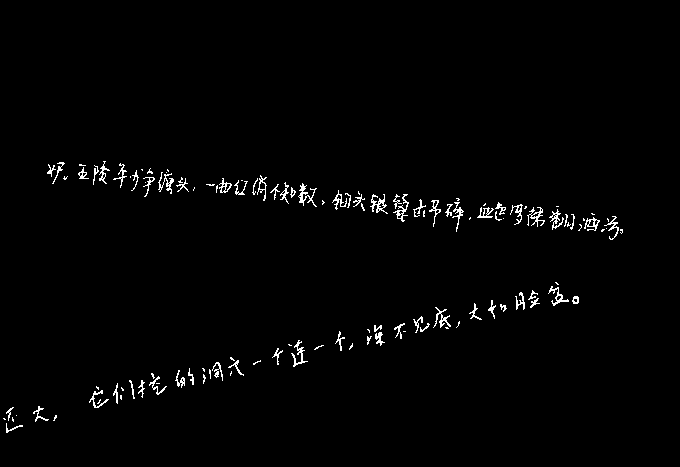 妒。五陵年少争缠头,一曲红绡不知数,钿头银篦击节碎,血色罗裙翻酒污。
还大,它们挖的洞穴一个连一个,深不见底,大如脸盆。